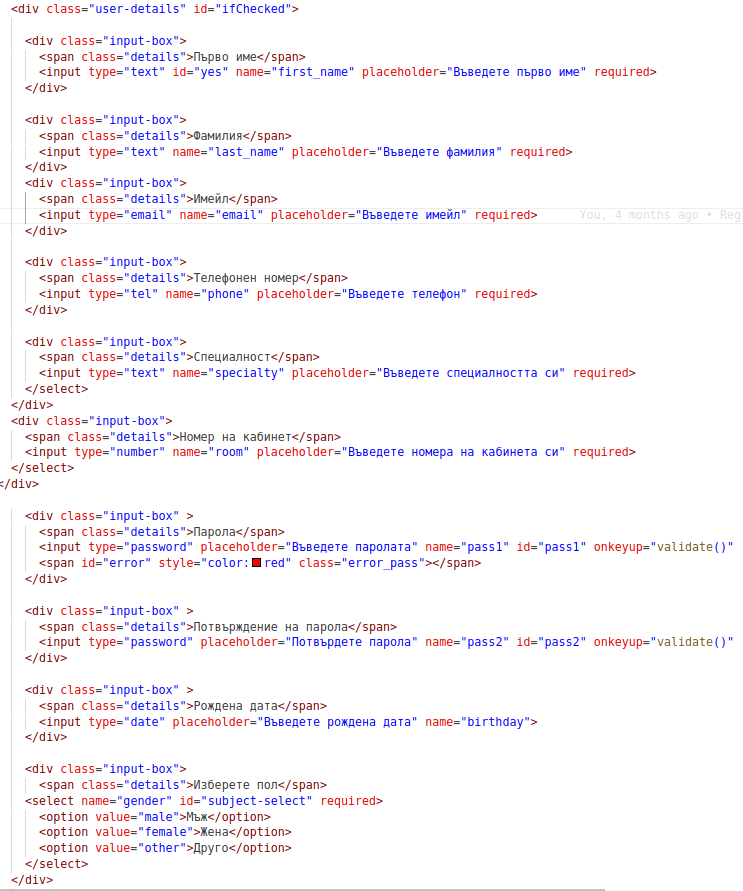 <div class="user-details" id="ifChecked">
<div class="input-box">
<span class="details">Първо име</span>
<input type="text" id="yes" name="first_name" placeholder="Въведете първо име" required>
</div>
<div class="input-box">
<span class="details">Фамилия</span>
<input type="text" name="last_name" placeholder="Въведете фамилия" required>
</div>
<div class="input-box">
<span class="details">Имейл</span>
<input type="email" name="email" placeholder="Въведете имейл" required> You, 4 months ago • Reg
</div>
<div class="input-box">
<span class="details">Телефонен номер</span>
<input type="tel" name="phone" placeholder="Въведете телефон" required>
</div>
<div class="input-box">
<span class="details">Специалност</span>
<input type="text" name="specialty" placeholder="Въведете специалността си" required>
</select>
</div>
<div class="input-box">
<span class="details">Номер на кабинет</span>
<input type="number" name="room" placeholder="Въведете номера на кабинета си" required>
</select>
</div>
<div class="input-box" >
<span class="details">Парола</span>
<input type="password" placeholder="Въведете паролата" name="pass1" id="pass1" onkeyup="validate()"
<span id="error" style="color:red" class="error_pass"></span>
</div>
<div class="input-box" >
<span class="details">Потвърждение на парола</span>
<input type="password" placeholder="Потвърдете парола" name="pass2" id="pass2" onkeyup="validate()"
</div>
<div class="input-box" >
<span class="details">Рождена дата</span>
<input type="date" placeholder="Въведете рождена дата" name="birthday">
</div>
<div class="input-box">
<span class="details">Изберете пол</span>
<select name="gender" id="subject-select" required>
<option value="male">Мъж</option>
<option value="female">Жена</option>
<option value="other">Друго</option>
</select>
</div>